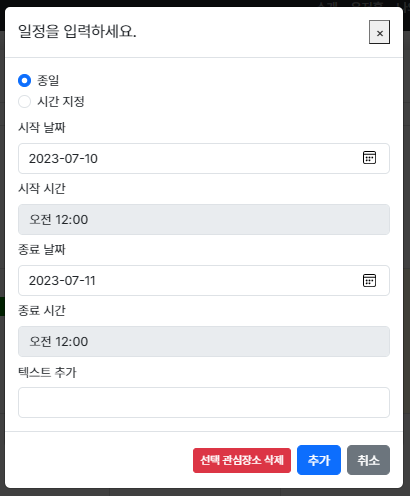 일정을 입력하세요.
×
종일
시간 지정
시작 날짜
2023-07-10
시작 시간
오전 12:00
종료 날짜
2023-07-11
종료 시간
오전 12:00
텍스트 추가
선택 관심장소 삭제
추가
취소